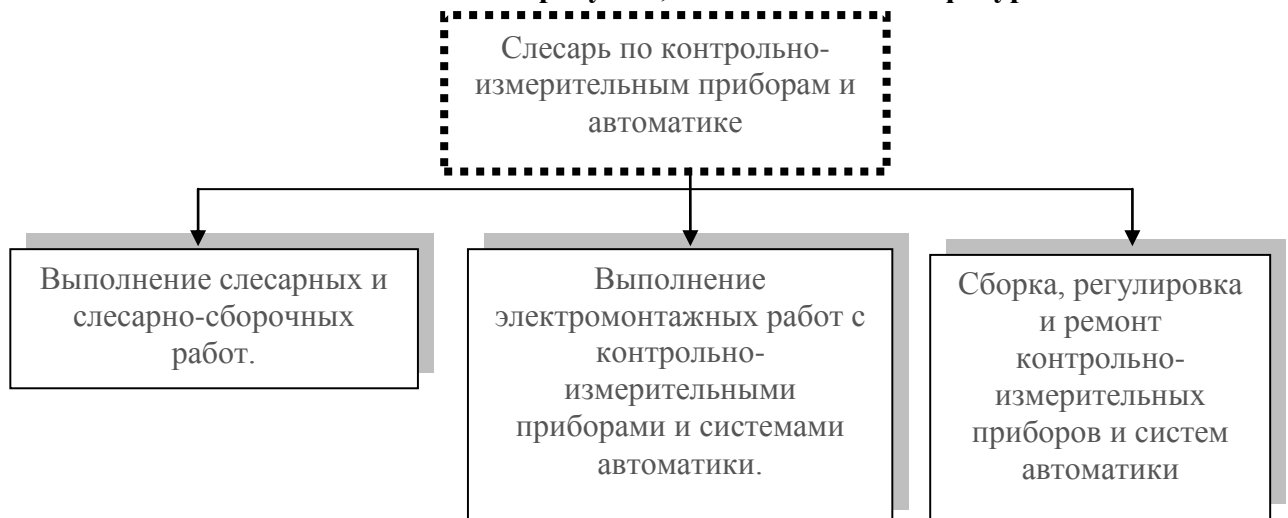 Слесарь по контрольно-
измерительным приборам и
автоматике
Выполнение слесарных и
слесарно-сборочных
работ.
Выполнение
электромонтажных работ с
контрольно-
измерительными
приборами и системами
автоматики.
Сборка, регулировка
и ремонт
контрольно-
измерительных
приборов и систем
автоматики